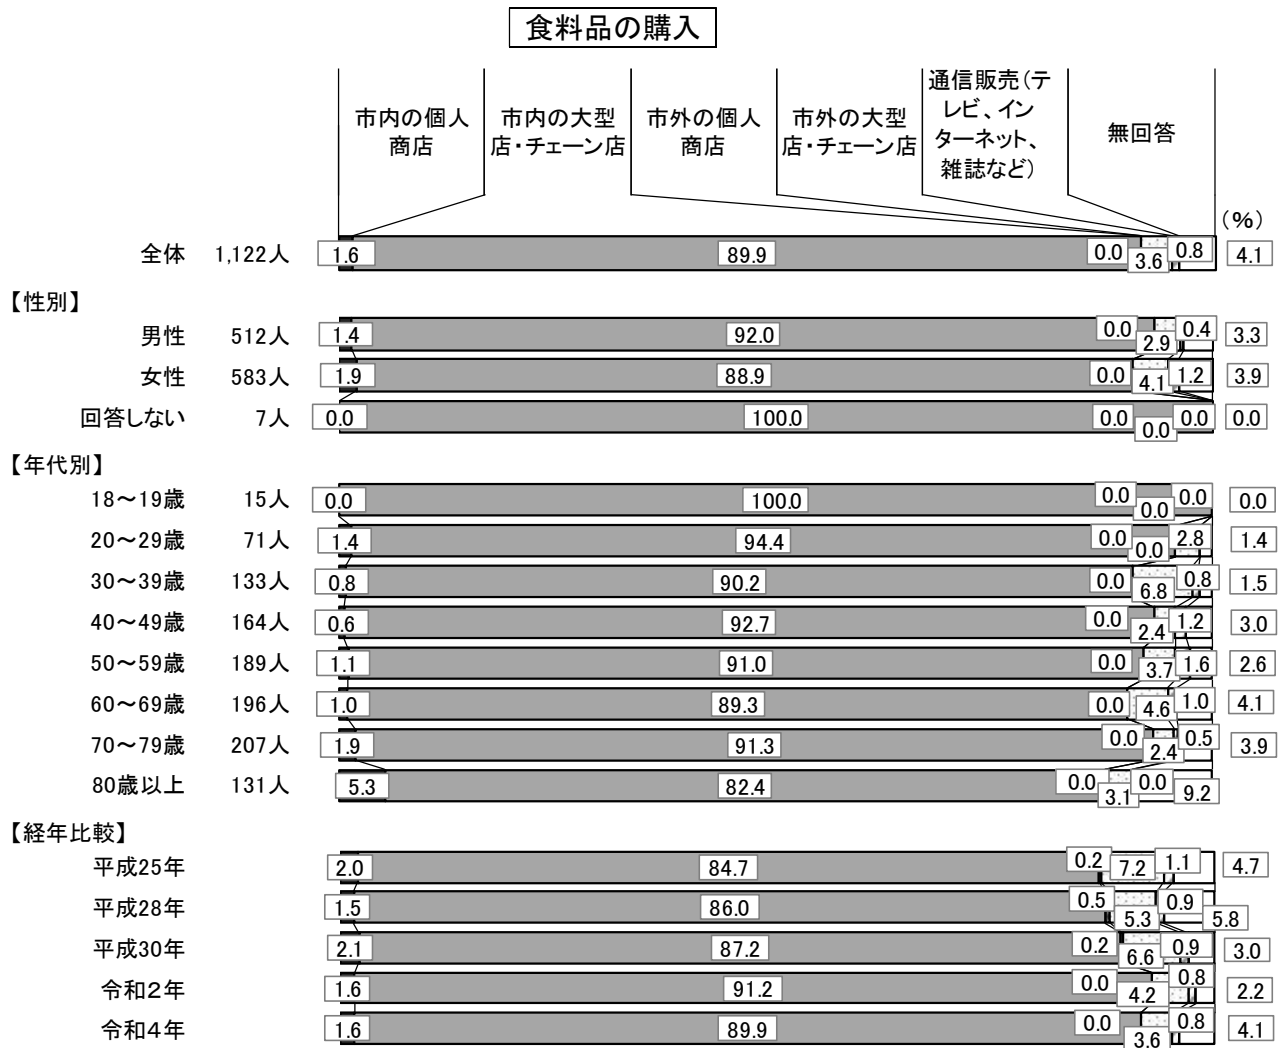 食料品の購入
市内の個人
商店
市内の大型
店・チェーン店
市外の個人
商店
市外の大型
店・チェーン店
通信販売(テ
レビ、イン
ターネット、
雑誌など)
無回答
(%)
全体 1,122人 1.6 89.9 0.0 3.6 0.8 4.1
【性別】
男性 512人 1.4 92.0 0.0 2.9 0.4 3.3
女性 583人 1.9 88.9 0.0 4.1 1.2 3.9
回答しない 7人 0.0 100.0 0.0 0.0 0.0 0.0
【年代別】
18~19歳 15人 0.0 100.0 0.0 0.0 0.0 0.0
20~29歳 71人 1.4 94.4 0.0 0.0 2.8 1.4
30~39歳 133人 0.8 90.2 0.0 6.8 0.8 1.5
40~49歳 164人 0.6 92.7 0.0 2.4 1.2 3.0
50~59歳 189人 1.1 91.0 0.0 3.7 1.6 2.6
60~69歳 196人 1.0 89.3 0.0 4.6 1.0 4.1
70~79歳 207人 1.9 91.3 0.0 2.4 0.5 3.9
80歳以上 131人 5.3 82.4 0.0 3.1 0.0 9.2
【経年比較】
平成25年 2.0 84.7 0.2 7.2 1.1 4.7
平成28年 1.5 86.0 0.5 5.3 0.9 5.8
平成30年 2.1 87.2 0.2 6.6 0.9 3.0
令和2年 1.6 91.2 0.0 4.2 0.8 2.2
令和4年 1.6 89.9 0.0 3.6 0.8 4.1